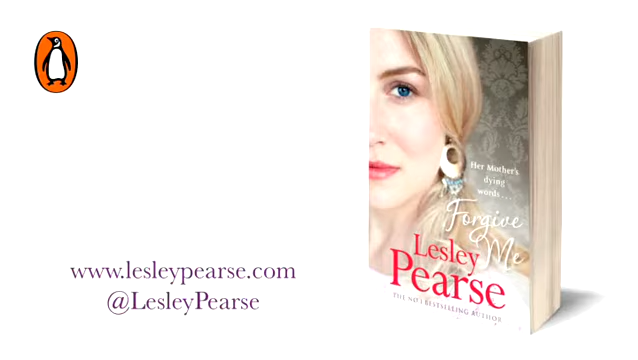 Her Mother's
dying
words...
Forgive
Me
Lesley
Pearse
THE NO 1 BESTSELLING AUTHOR
www.lesleypearse.com
@LesleyPearse